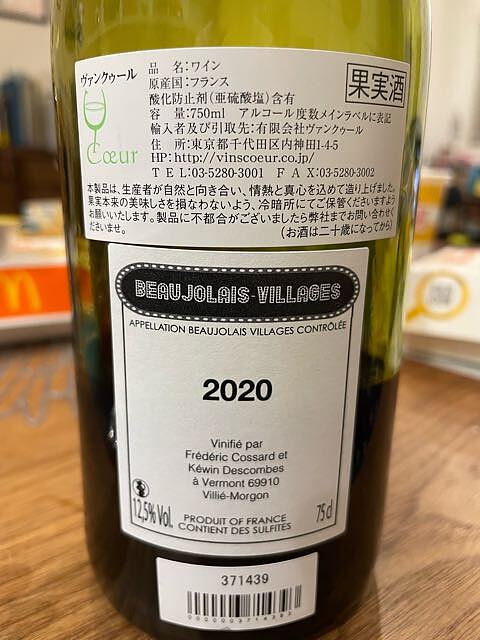 ヴァンクゥール
Cœur
品　名：ワイン
原産国：フランス
酸化防止剤（亜硫酸塩）含有
容　量：750ml　アルコール度数メインラベルに表記
輸入者及び引取先：有限会社ヴァンクゥール
住　所：東京都千代田区内神田1-4-5
HP：http://vinscoeur.co.jp/
ＴＥＬ:03-5280-3001　ＦＡＸ:03-5280-3002
果実酒
本製品は、生産者が自然と向き合い、情熱と真心を込めて造り上げました。
果実本来の美味しさを損なわないよう、冷暗所にてご保管くださいますよう
お願いいたします。製品に不都合がございましたら弊社までお問い合わせく
ださいませ。
（お酒は二十歳になってから）
BEAUJOLAIS-VILLAGES
APPELLATION BEAUJOLAIS VILLAGES CONTRÔLÉE
2020
Vinifié par
Frédéric Cossard et
Kéwin Descombes
à Vermont 69910
Villié-Morgon
12,5% Vol.
PRODUCE OF FRANCE
CONTIENT DES SULFITES
75 cl
371439